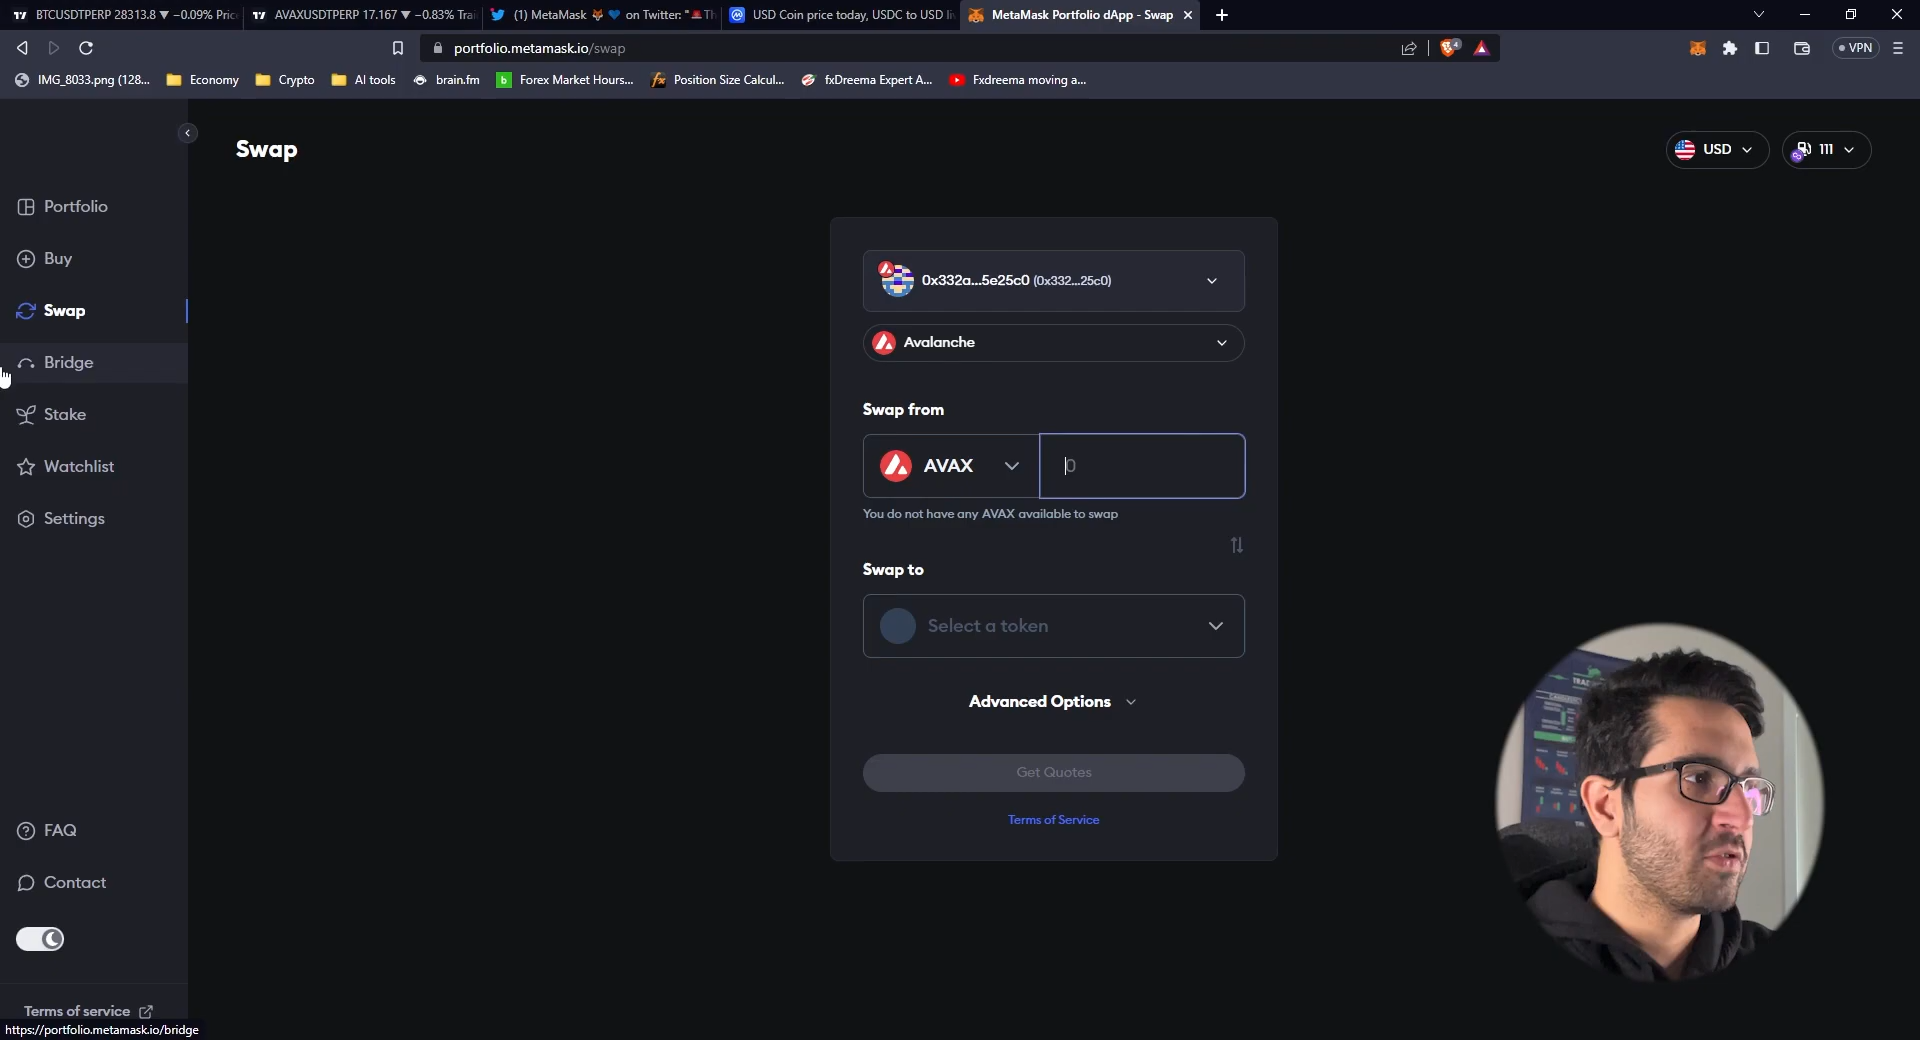 BTCUSDTPERP 28313.8 ▼ −0.09% Pric
AVAXUSDTPERP 17.167 ▼ −0.83% Trai
(1) MetaMask 🦊 💙 on Twitter: "🚨Th
USD Coin price today, USDC to USD li
MetaMask Portfolio dApp - Swap
portfolio.metamask.io/swap
4
VPN
IMG_8033.png (128...
Economy
Crypto
AI tools
brain.fm
Forex Market Hours...
Position Size Calcul...
fxDreema Expert A...
Fxdreema moving a...
Swap
USD
111
Portfolio
Buy
Swap
Bridge
Stake
Watchlist
Settings
0x332a...5e25c0 (0x332...25c0)
Avalanche
Swap from
AVAX
0
You do not have any AVAX available to swap
Swap to
Select a token
Advanced Options
Get Quotes
Terms of Service
FAQ
Contact
Terms of service
https://portfolio.metamask.io/bridge